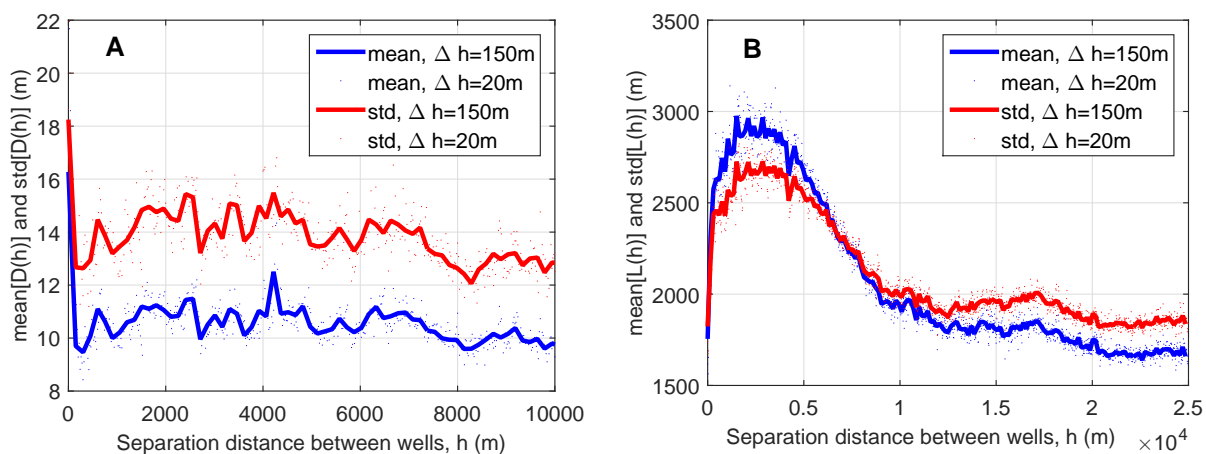 A
mean, Δ h=150m
mean, Δ h=20m
std, Δ h=150m
std, Δ h=20m
mean[D(h)] and std[D(h)] (m)
22
20
18
16
14
12
10
8
0
2000
4000
6000
8000
10000
Separation distance between wells, h (m)
B
mean, Δ h=150m
mean, Δ h=20m
std, Δ h=150m
std, Δ h=20m
mean[L(h)] and std[L(h)] (m)
3500
3000
2500
2000
1500
0
0.5
1
1.5
2
2.5
Separation distance between wells, h (m)
×10⁴